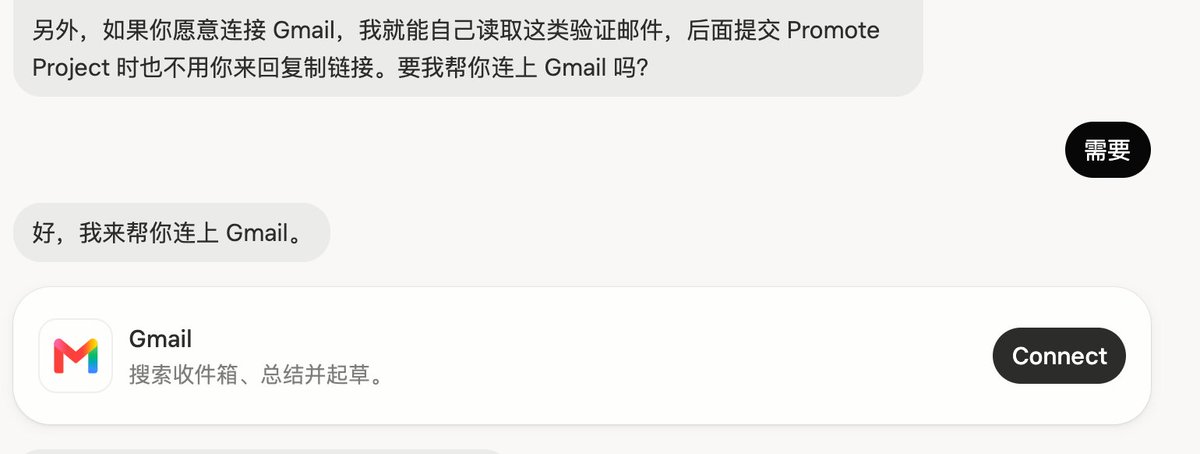 另外，如果你愿意连接 Gmail，我就能自己读取这类验证邮件，后面提交 Promote
Project 时也不用你来回复制链接。要我帮你连上 Gmail 吗？
需要
好，我来帮你连上 Gmail。
Gmail
搜索收件箱、总结并起草。
Connect